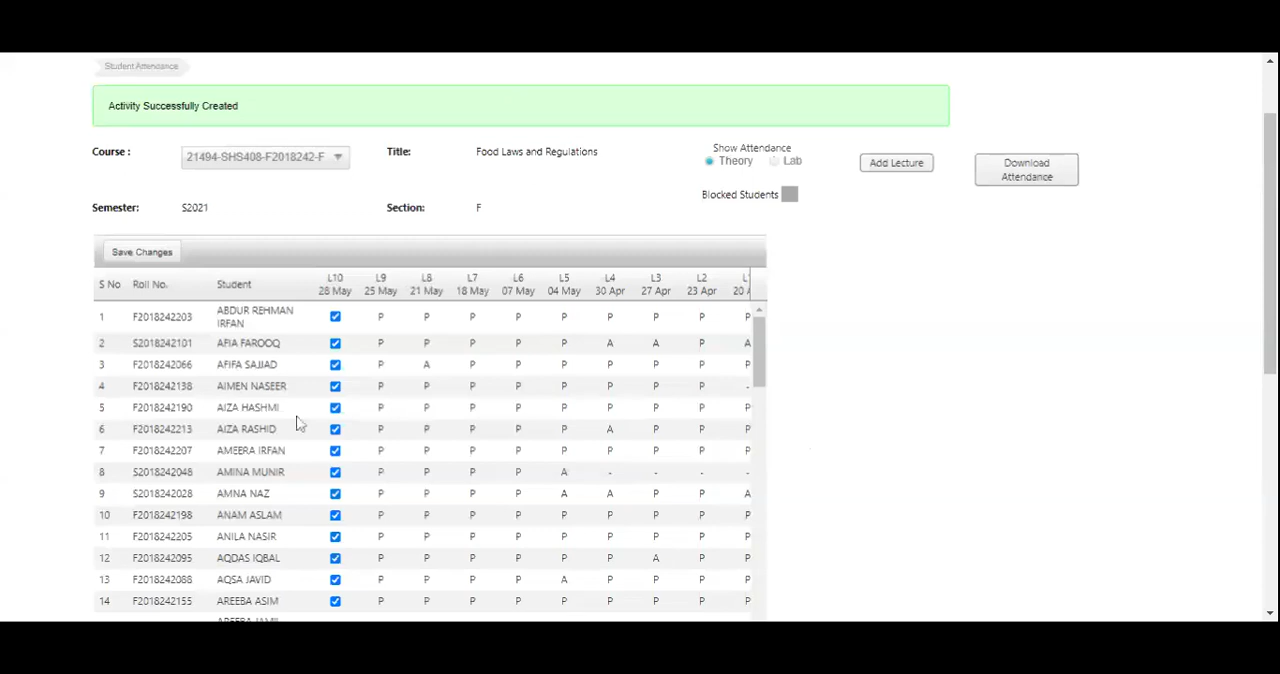 Student Attendance
Activity Successfully Created
Course : 21494-SHS408-F2018242-F Title: Food Laws and Regulations Show Attendance Theory Lab Add Lecture Download Attendance
Blocked Students
Semester: S2021 Section: F
Save Changes
S No Roll No. Student L10 28 May L9 25 May L8 21 May L7 18 May L6 07 May L5 04 May L4 30 Apr L3 27 Apr L2 23 Apr 20
1 F2018242203 ABDUR REHMAN IRFAN P P P P P P P P P
2 S2018242101 AFIA FAROOQ P P P P P A A P A
3 F2018242066 AFIFA SAJJAD P A P P P P P P P
4 F2018242138 AIMEN NASEER P P P P P P P P -
5 F2018242190 AIZA HASHMI P P P P P P P P P
6 F2018242213 AIZA RASHID P P P P P A P P P
7 F2018242207 AMEERA IRFAN P P P P P P P P P
8 S2018242048 AMINA MUNIR P P P P A - - - -
9 S2018242028 AMNA NAZ P P P P A A P P A
10 F2018242198 ANAM ASLAM P P P P P P P P P
11 F2018242205 ANILA NASIR P P P P P P P P P
12 F2018242095 AQDAS IQBAL P P P P P P A P P
13 F2018242088 AQSA JAVID P P P P A P P P P
14 F2018242155 AREEBA ASIM P P P P P P P P P